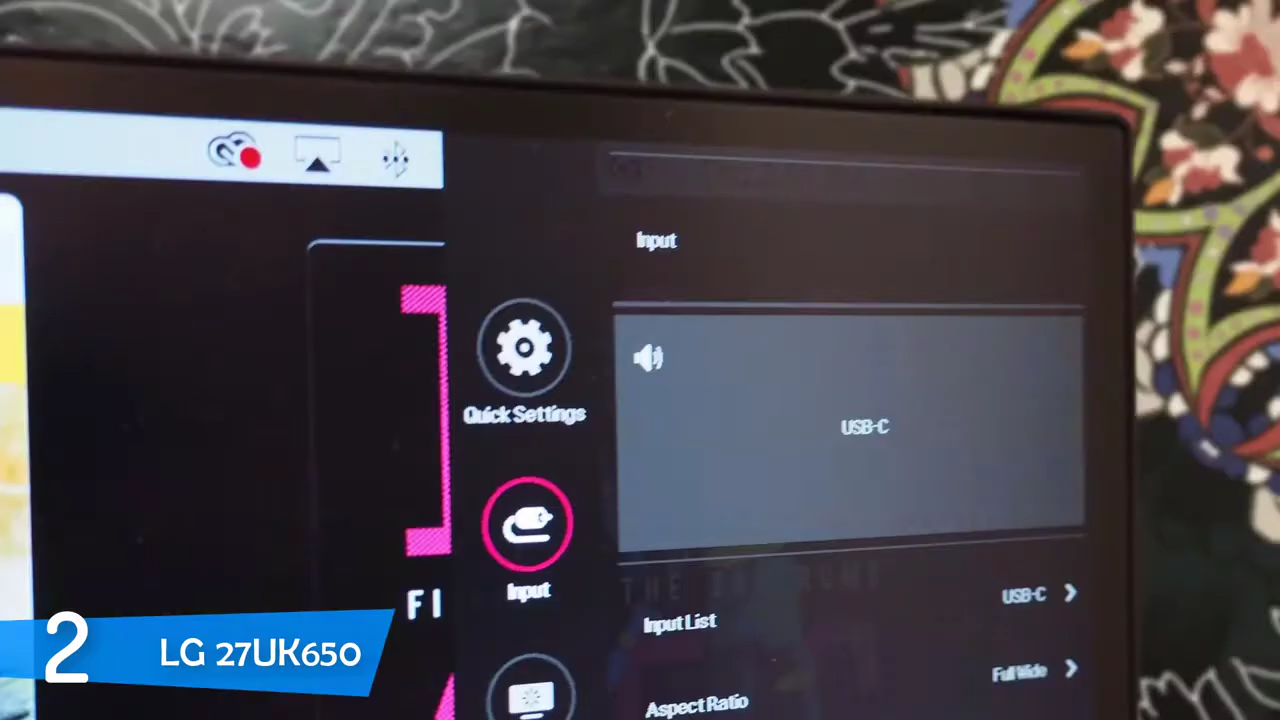 Input
Quick Settings
USB-C
Input
FI
Input List
USB-C >
Aspect Ratio
Full Wide >
2
LG 27UK650